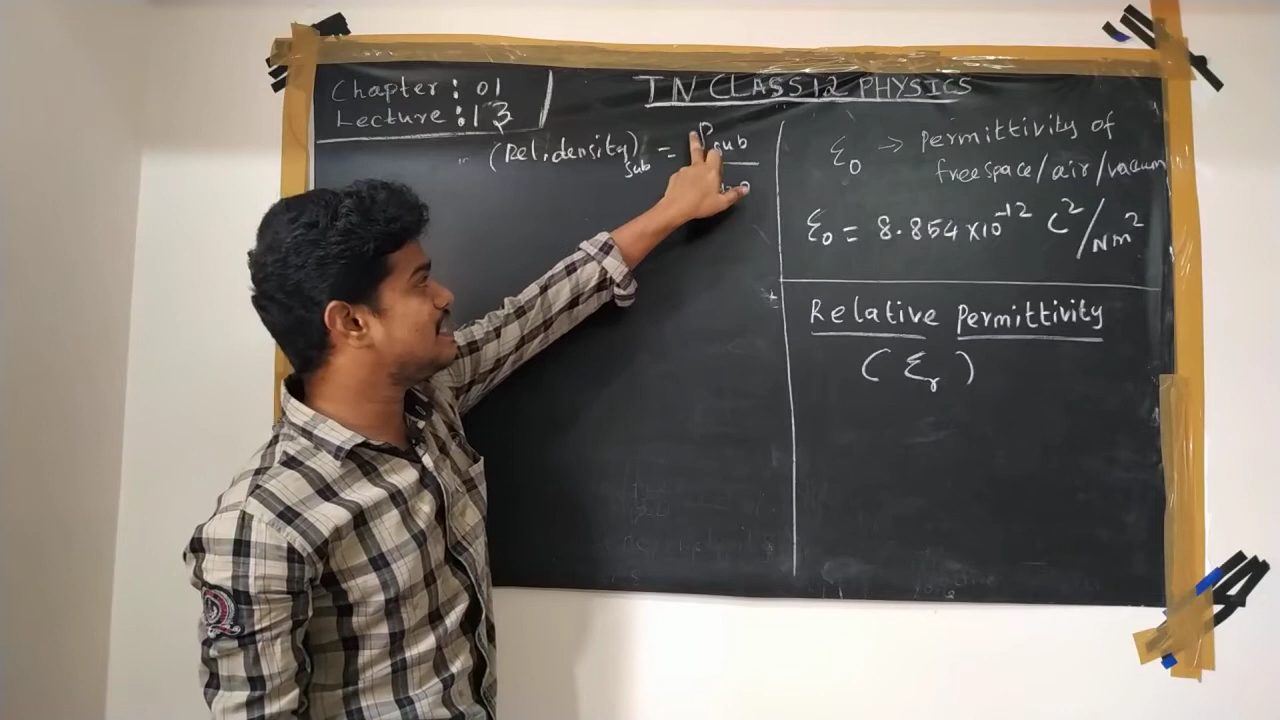 Chapter : 01
Lecture : 13
TN CLASS 12 PHYSICS
(Rel.density)sub = ρsub
ε0 → Permittivity of
free space / air / vacuum
ε0 = 8.854 × 10^-12 C^2/Nm^2
Relative Permittivity
(εr)